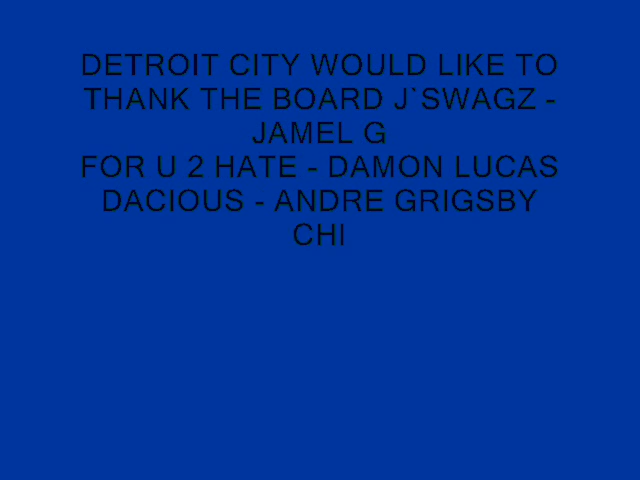 DETROIT CITY WOULD LIKE TO
THANK THE BOARD J`SWAGZ -
JAMEL G
FOR U 2 HATE - DAMON LUCAS
DACIOUS - ANDRE GRIGSBY
CHI